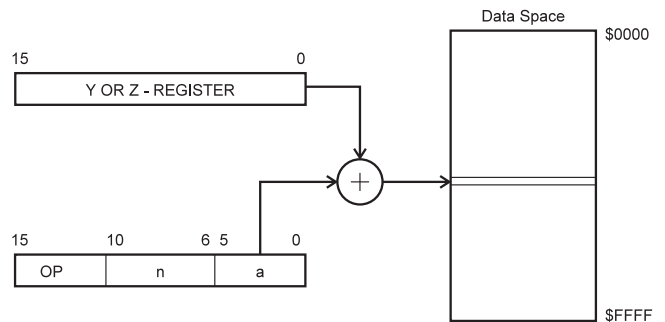 Data Space
$0000
15 0
Y OR Z - REGISTER
+
15 10 6 5 0
OP n a
$FFFF